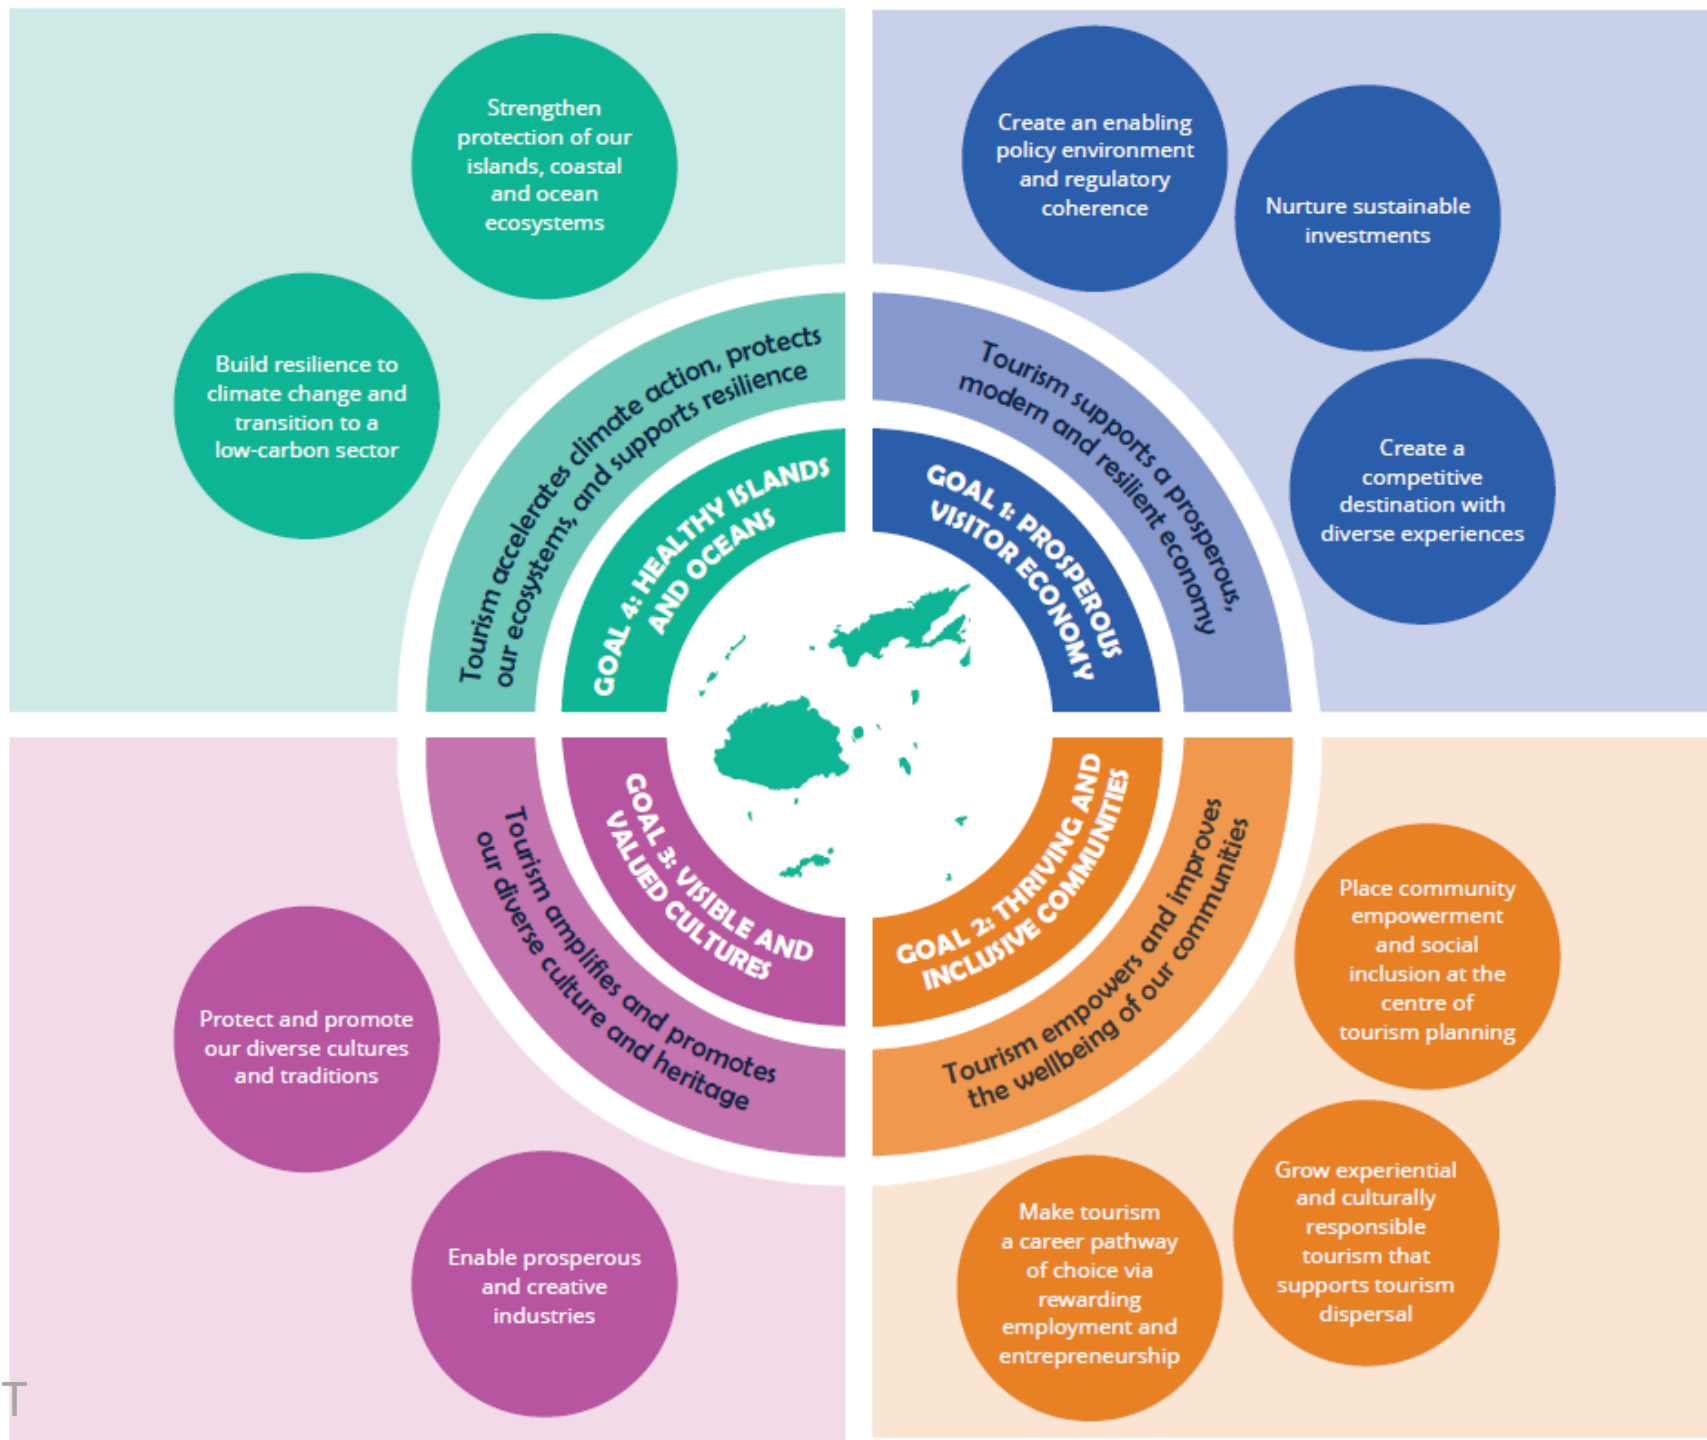 Strengthen
protection of our
islands, coastal
and ocean
ecosystems
Build resilience to
climate change and
transition to a
low-carbon sector
Tourism accelerates climate action, protects
our ecosystems, and supports resilience
GOAL 4: HEALTHY ISLANDS
AND OCEANS
Create an enabling
policy environment
and regulatory
coherence
Nurture sustainable
investments
Create a
competitive
destination with
diverse experiences
Tourism supports a prosperous,
modern and resilient economy
GOAL 1: PROSPEROUS
VISITOR ECONOMY
GOAL 3: VISIBLE AND
VALUED CULTURES
Tourism amplifies and promotes
our diverse culture and heritage
Protect and promote
our diverse cultures
and traditions
Enable prosperous
and creative
industries
GOAL 2: THRIVING AND
INCLUSIVE COMMUNITIES
Tourism empowers and improves
the wellbeing of our communities
Place community
empowerment
and social
inclusion at the
centre of
tourism planning
Grow experiential
and culturally
responsible
tourism that
supports tourism
dispersal
Make tourism
a career pathway
of choice via
rewarding
employment and
entrepreneurship
T